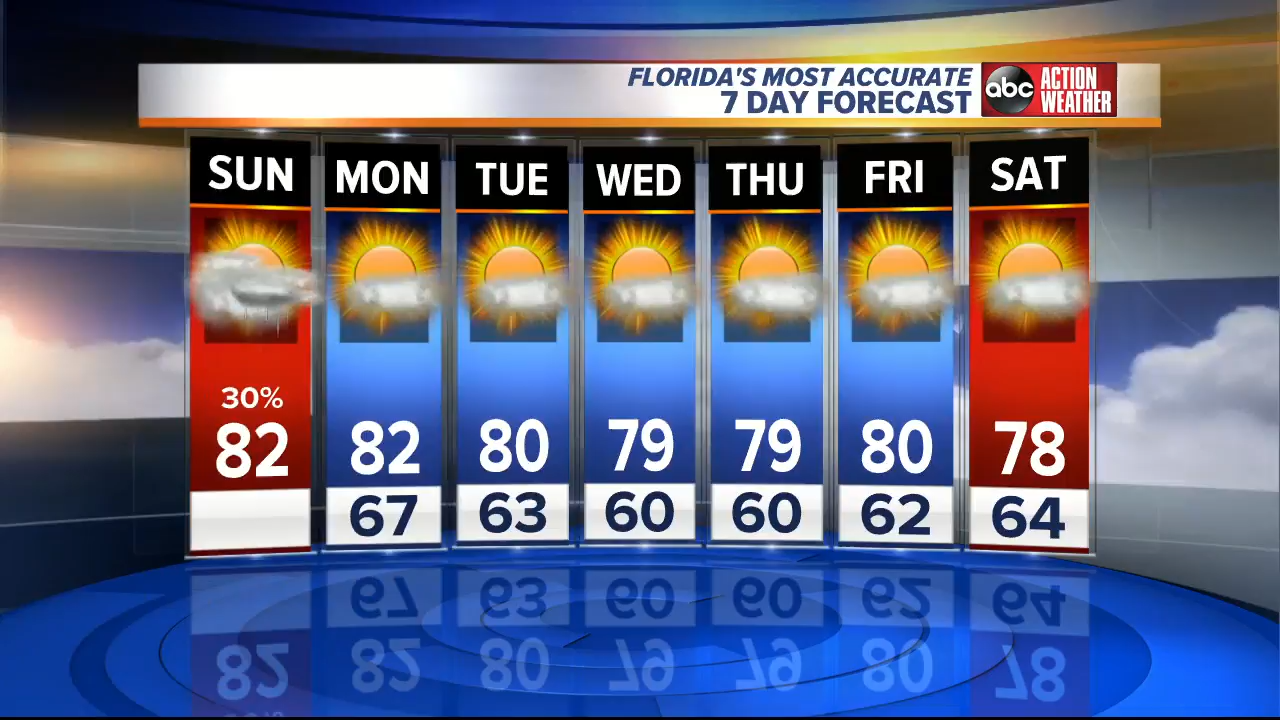 FLORIDA'S MOST ACCURATE
7 DAY FORECAST
abc
ACTION
WEATHER
SUN MON TUE WED THU FRI SAT
30%
82 82 80 79 79 80 78
67 63 60 60 62 64